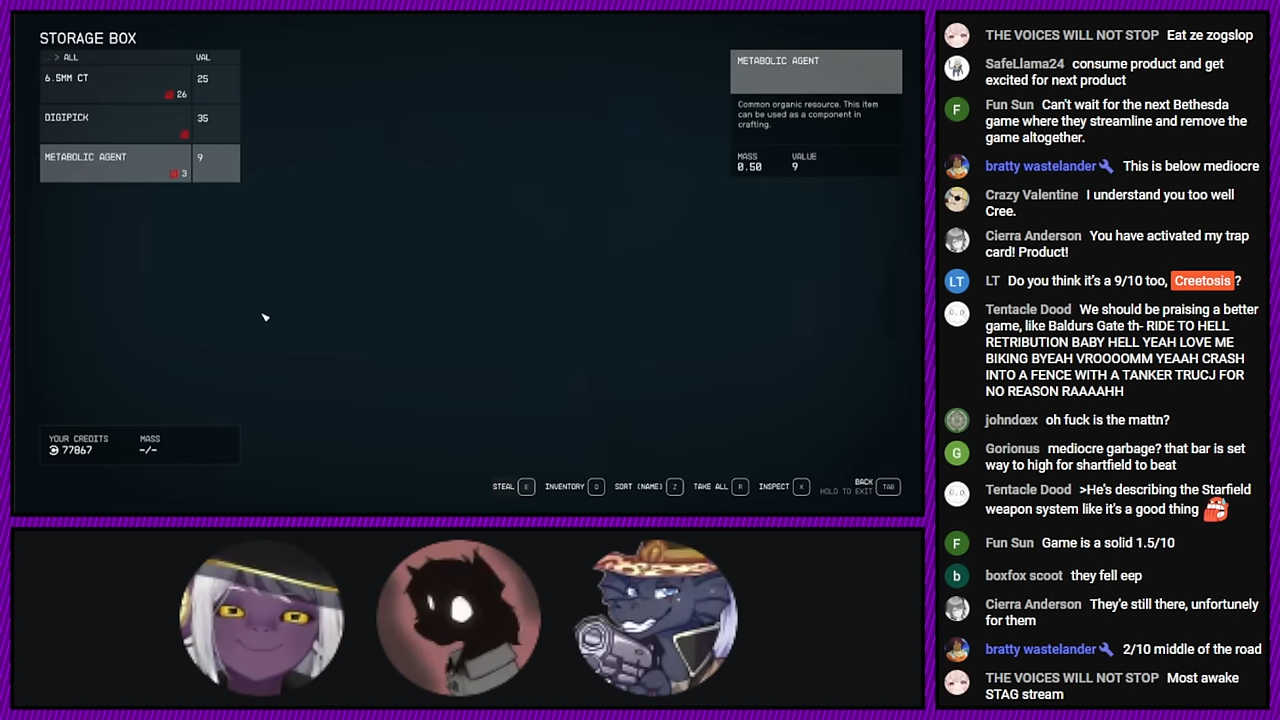 STORAGE BOX
.. > ALL VAL
6.5MM CT 25
26
DIGIPICK 35
METABOLIC AGENT 9
3
METABOLIC AGENT
Common organic resource. This item
can be used as a component in
crafting.
MASS VALUE
0.50 9
YOUR CREDITS MASS
77867 -/-
STEAL E INVENTORY Q SORT (NAME) Z TAKE ALL R INSPECT X BACK
HOLD TO EXIT TAB
THE VOICES WILL NOT STOP Eat ze zogslop
SafeLlama24 consume product and get
excited for next product
F Fun Sun Can't wait for the next Bethesda
game where they streamline and remove the
game altogether.
bratty wastelander This is below mediocre
Crazy Valentine I understand you too well
Cree.
Cierra Anderson You have activated my trap
card! Product!
LT LT Do you think it's a 9/10 too, Creetosis ?
Tentacle Dood We should be praising a better
game, like Baldurs Gate th- RIDE TO HELL
RETRIBUTION BABY HELL YEAH LOVE ME
BIKING BYEAH VROOOOMM YEAAH CRASH
INTO A FENCE WITH A TANKER TRUCJ FOR
NO REASON RAAAAHH
johndœx oh fuck is the mattn?
G Gorionus mediocre garbage? that bar is set
way to high for shartfield to beat
Tentacle Dood >He's describing the Starfield
weapon system like it's a good thing
F Fun Sun Game is a solid 1.5/10
b boxfox scoot they fell eep
Cierra Anderson They're still there, unfortunely
for them
bratty wastelander 2/10 middle of the road
THE VOICES WILL NOT STOP Most awake
STAG stream